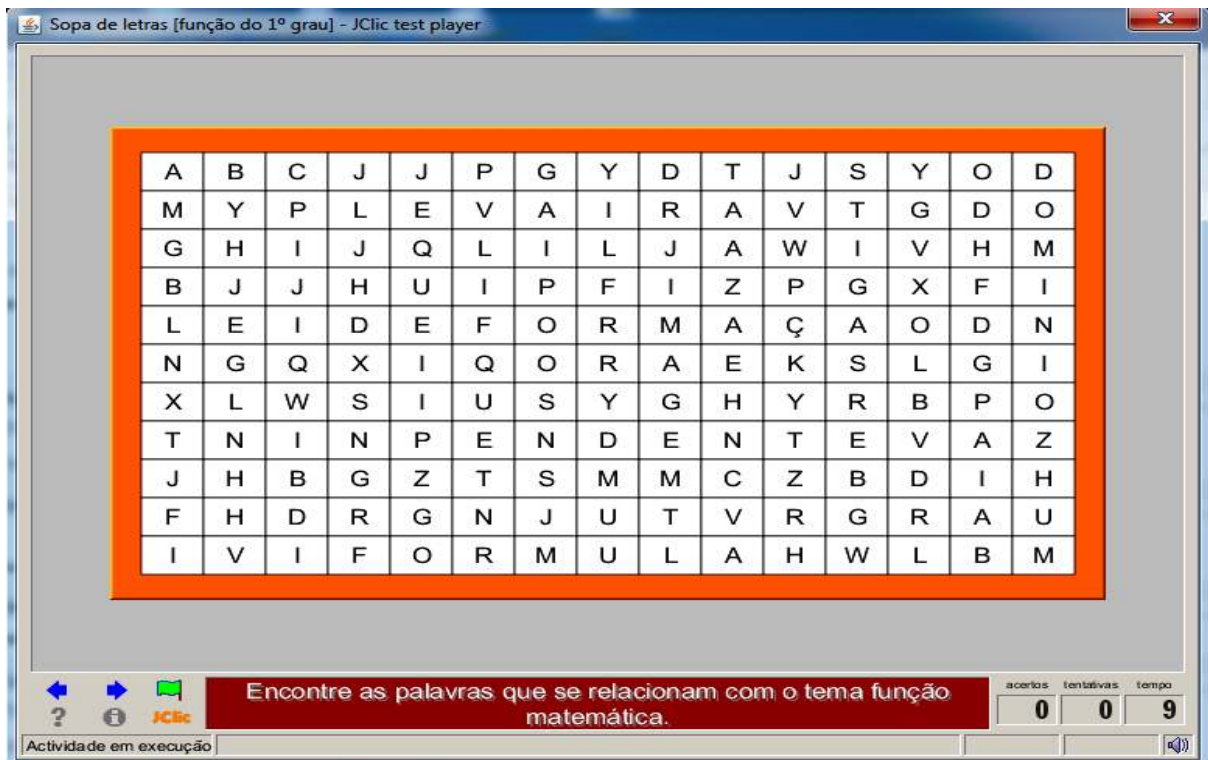 Sopa de letras [função do 1º grau] - JClic test player
A B C J J P G Y D T J S Y O D
M Y P L E V A I R A V T G D O
G H I J Q L I L J A W I V H M
B J J H U I P F I Z P G X F I
L E I D E F O R M A Ç A O D N
N G Q X I Q O R A E K S L G I
X L W S I U S Y G H Y R B P O
T N I N P E N D E N T E V A Z
J H B G Z T S M M C Z B D I H
F H D R G N J U T V R G R A U
I V I F O R M U L A H W L B M
Encontre as palavras que se relacionam com o tema função
matemática.
acertos tentativas tempo
0 0 9
? i JClic
Actividade em execução